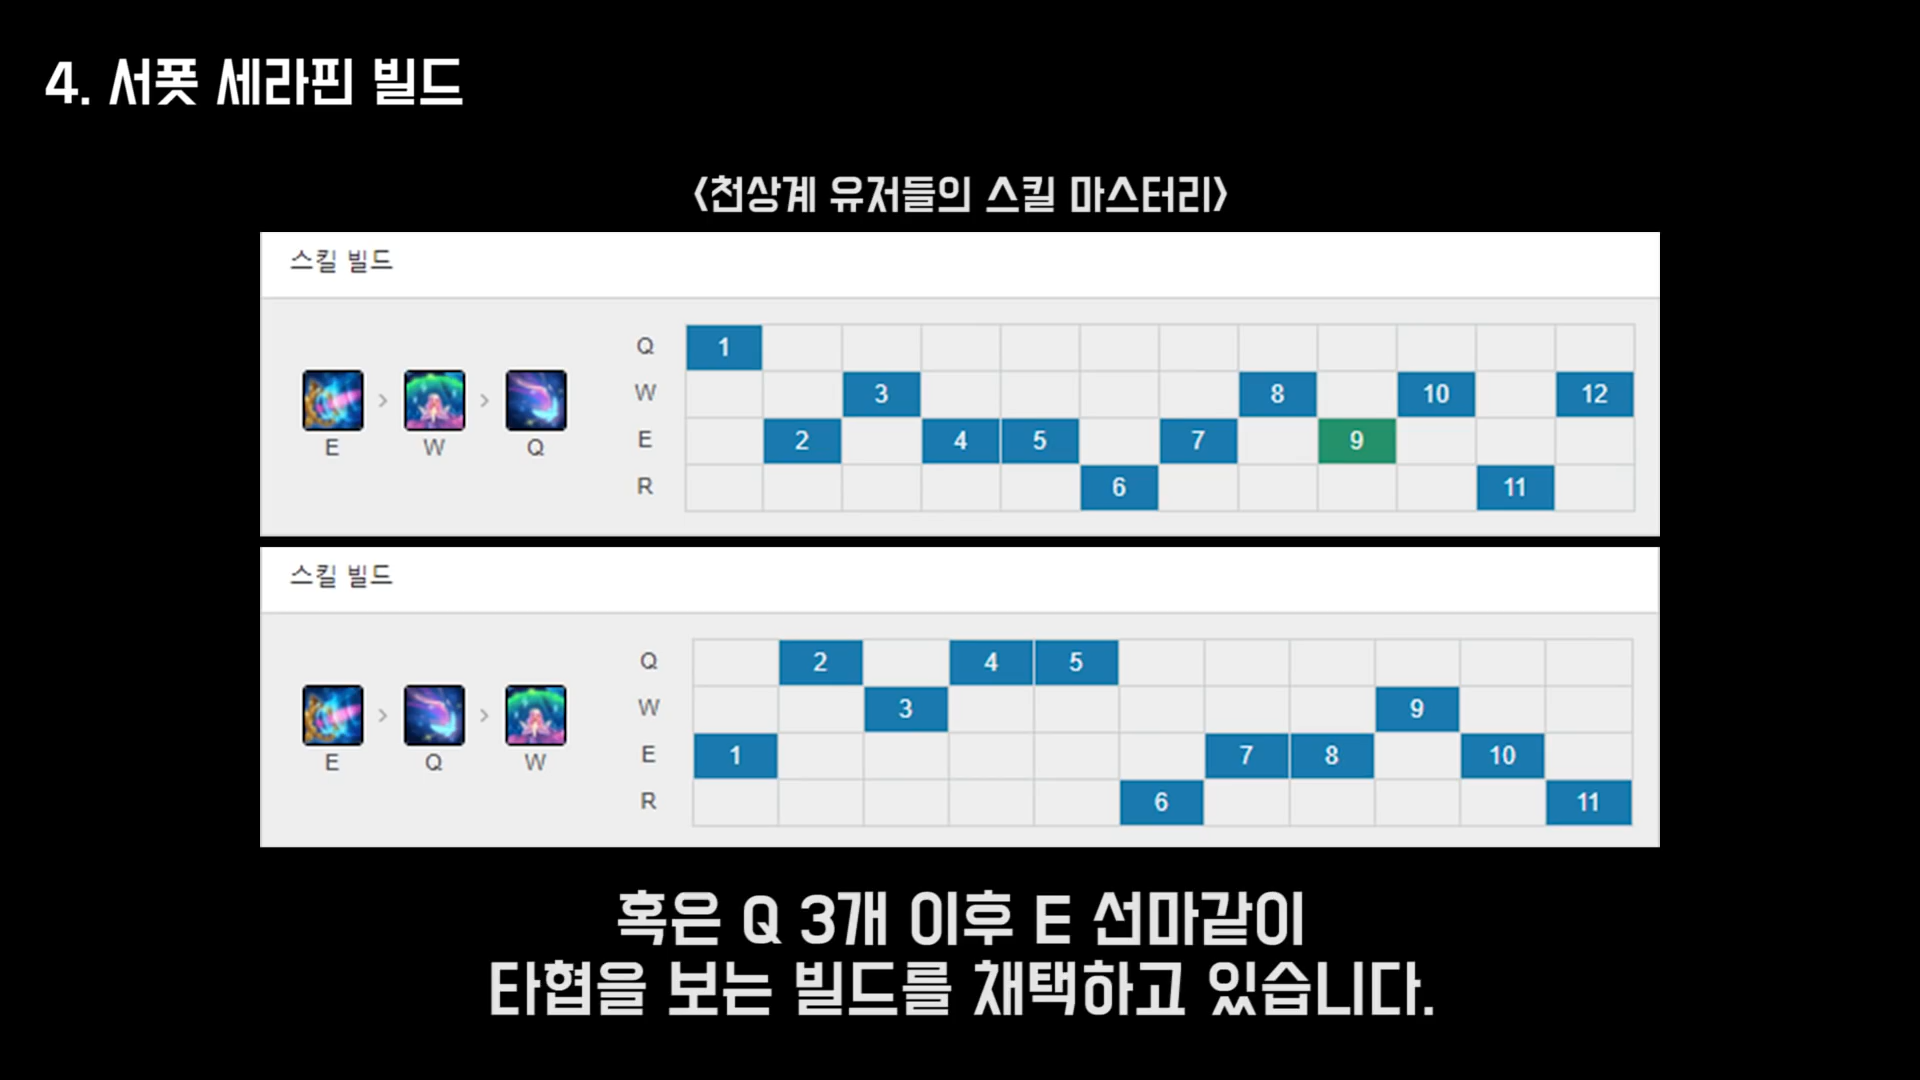 4. 서폿 세라핀 빌드
<천상계 유저들의 스킬 마스터리>
스킬 빌드
E > W > Q
Q 1
W 3 8 10 12
E 2 4 5 7 9
R 6 11
스킬 빌드
E > Q > W
Q 2 4 5
W 3 9
E 1 7 8 10
R 6 11
혹은 Q 3개 이후 E 선마같이
타협을 보는 빌드를 채택하고 있습니다.